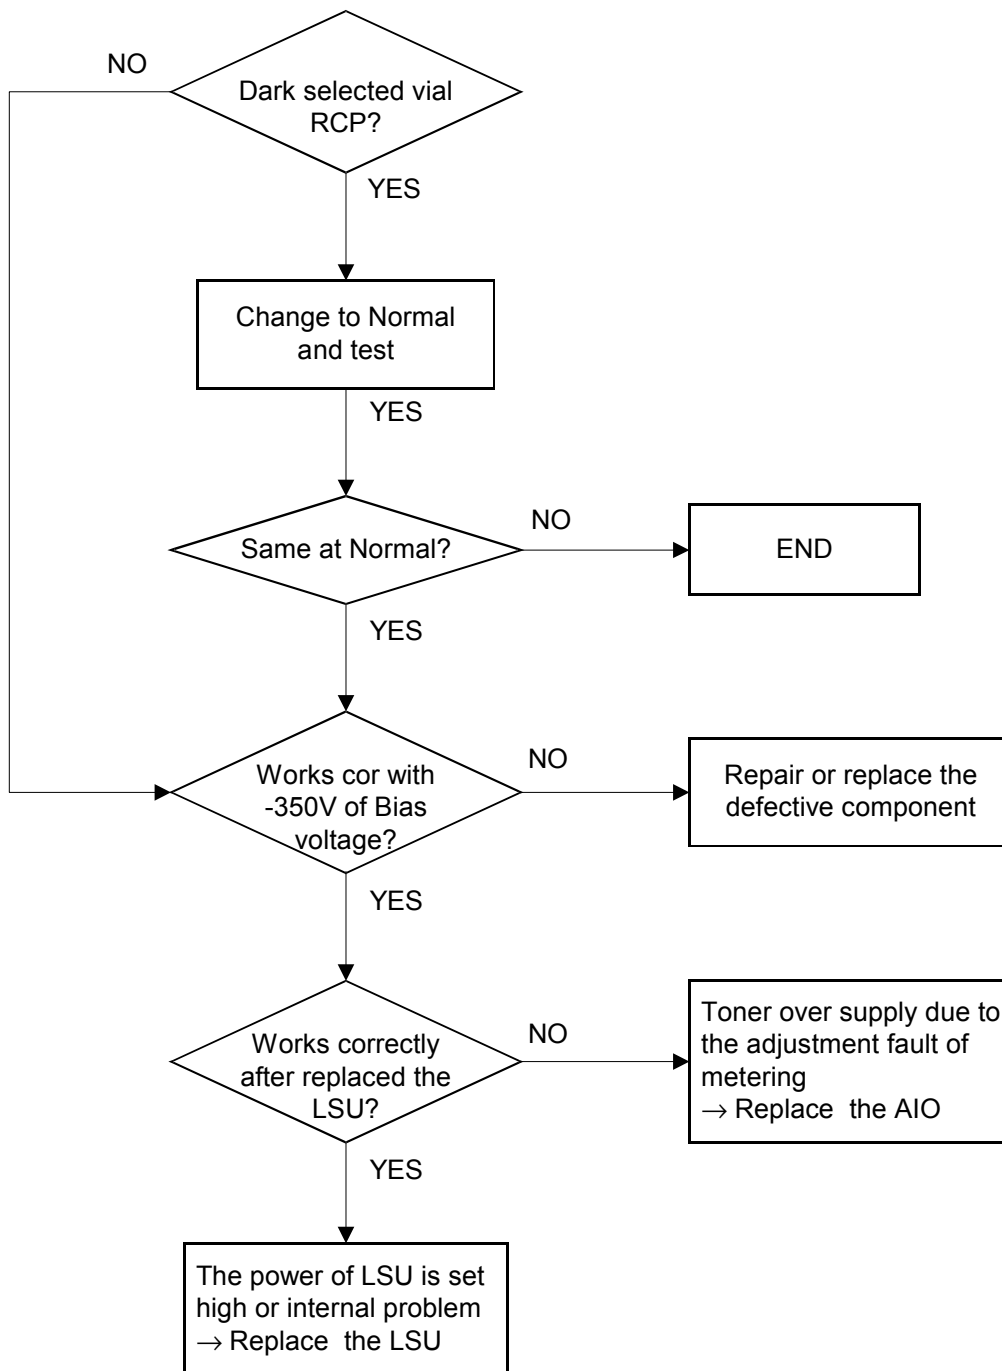 NO
Dark selected vial
RCP?
YES
Change to Normal
and test
YES
Same at Normal?
NO
END
YES
Works cor with
-350V of Bias
voltage?
NO
Repair or replace the
defective component
YES
Works correctly
after replaced the
LSU?
NO
Toner over supply due to
the adjustment fault of
metering
→ Replace the AIO
YES
The power of LSU is set
high or internal problem
→ Replace the LSU